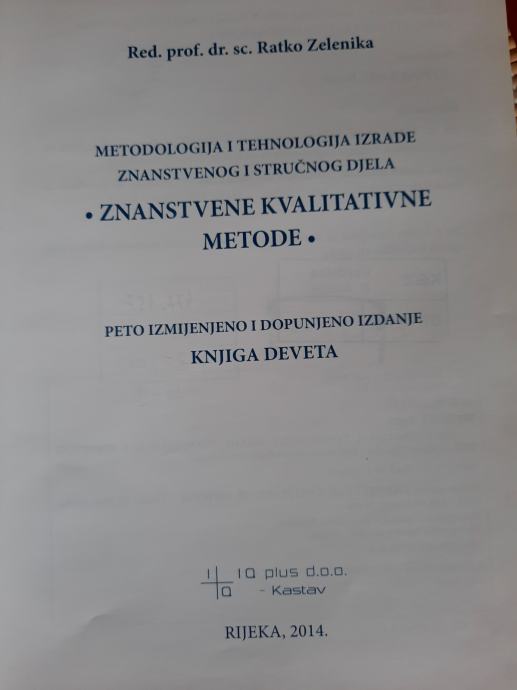 Red. prof. dr. sc. Ratko Zelenika
METODOLOGIJA I TEHNOLOGIJA IZRADE
ZNANSTVENOG I STRUČNOG DJELA
• ZNANSTVENE KVALITATIVNE
METODE •
PETO IZMIJENJENO I DOPUNJENO IZDANJE
KNJIGA DEVETA
IQ plus d.o.o.
- Kastav
RIJEKA, 2014.